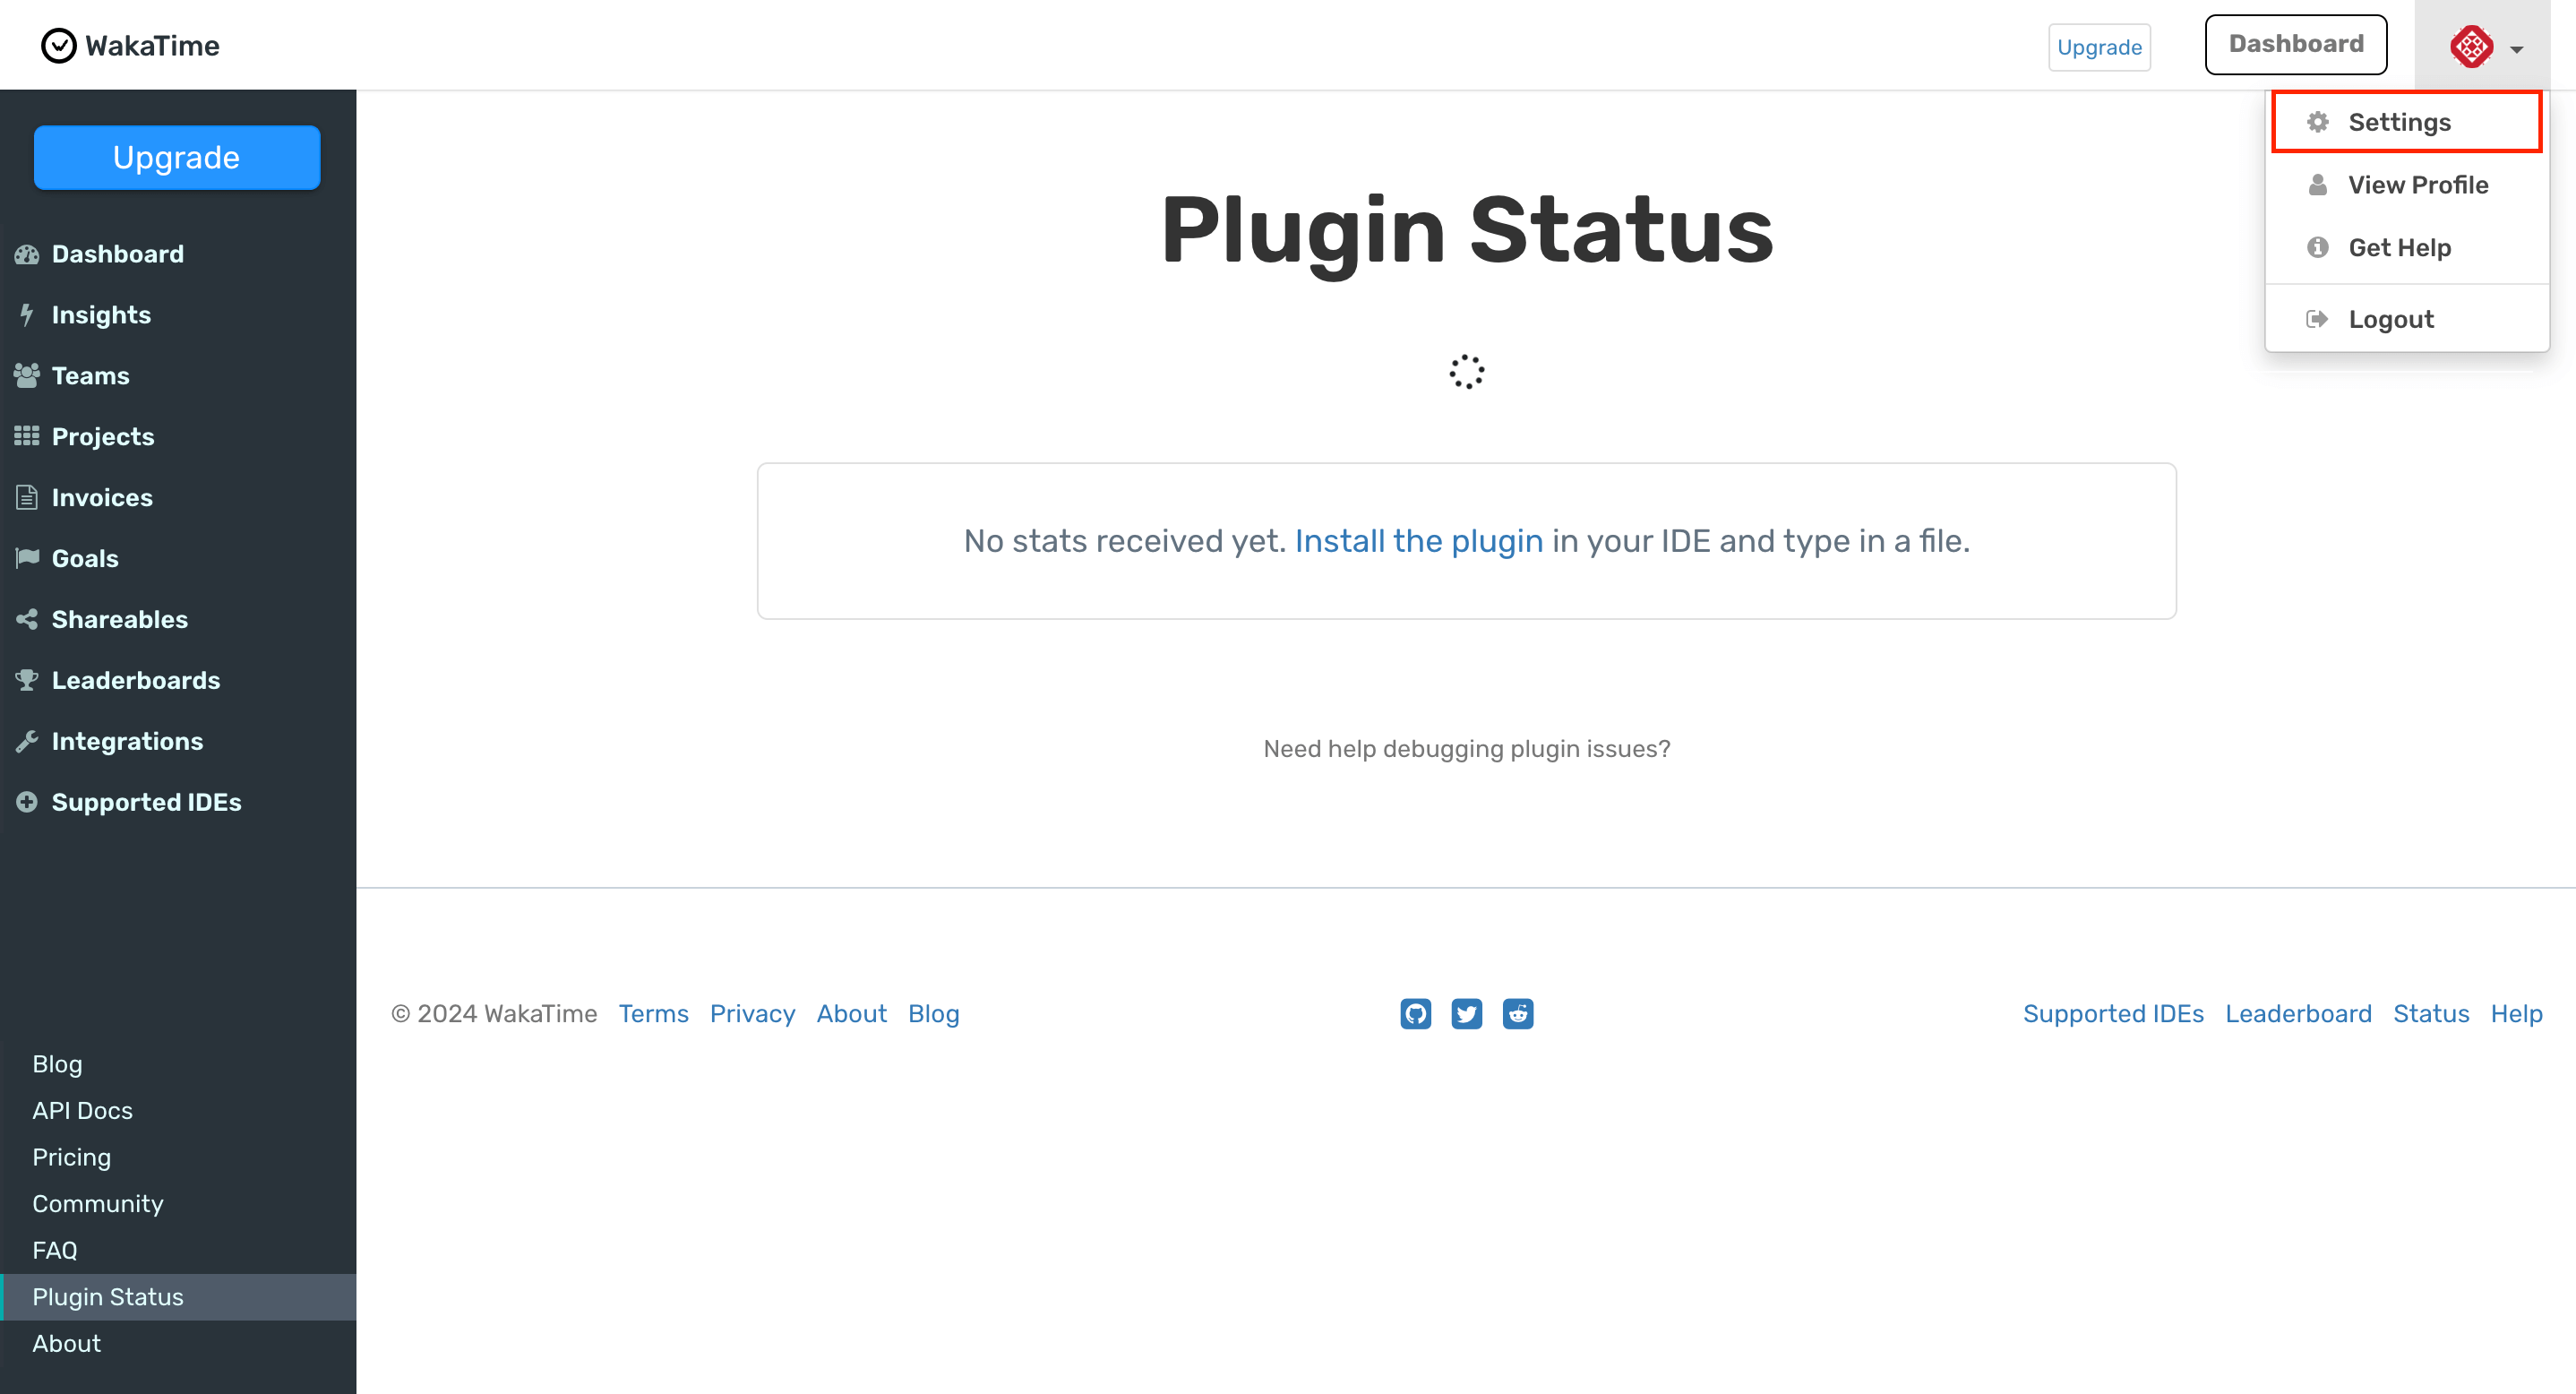 WakaTime
Upgrade
Dashboard
Settings
View Profile
Get Help
Logout
Upgrade
Dashboard
Insights
Teams
Projects
Invoices
Goals
Shareables
Leaderboards
Integrations
Supported IDEs
Blog
API Docs
Pricing
Community
FAQ
Plugin Status
About
Plugin Status
No stats received yet. Install the plugin in your IDE and type in a file.
Need help debugging plugin issues?
© 2024 WakaTime Terms Privacy About Blog
Supported IDEs Leaderboard Status Help